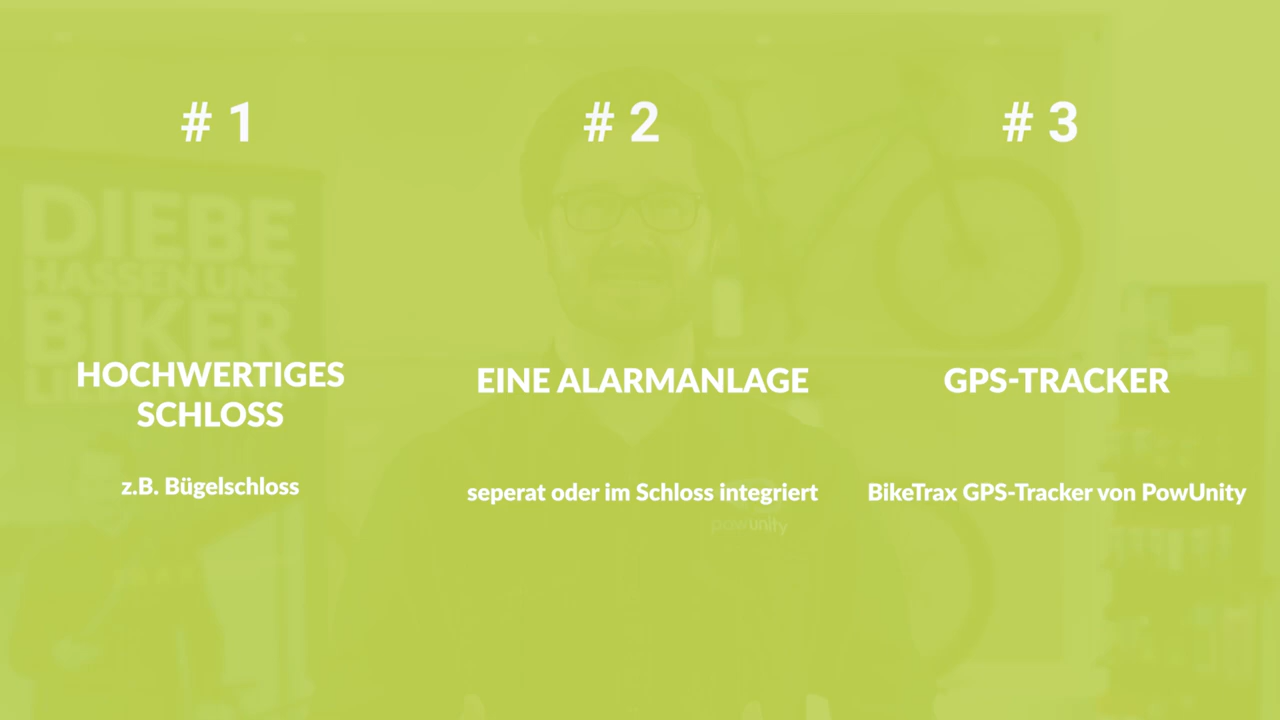 # 1
HOCHWERTIGES
SCHLOSS
z.B. Bügelschloss
# 2
EINE ALARMANLAGE
seperat oder im Schloss integriert
# 3
GPS-TRACKER
BikeTrax GPS-Tracker von PowUnity
DIEBE
HASSEN UNS.
BIKER
powunity